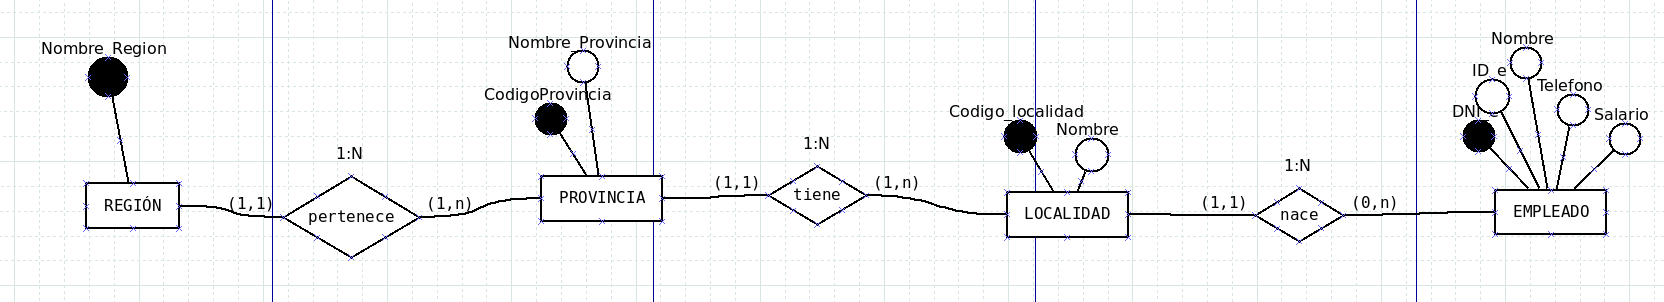 Nombre_Region
REGIÓN
(1,1)
1:N
pertenece
(1,n)
Nombre_Provincia
CodigoProvincia
PROVINCIA
(1,1)
1:N
tiene
(1,n)
Codigo_localidad
Nombre
LOCALIDAD
(1,1)
1:N
nace
(0,n)
Nombre
ID_e
Telefono
DNI_e
Salario
EMPLEADO